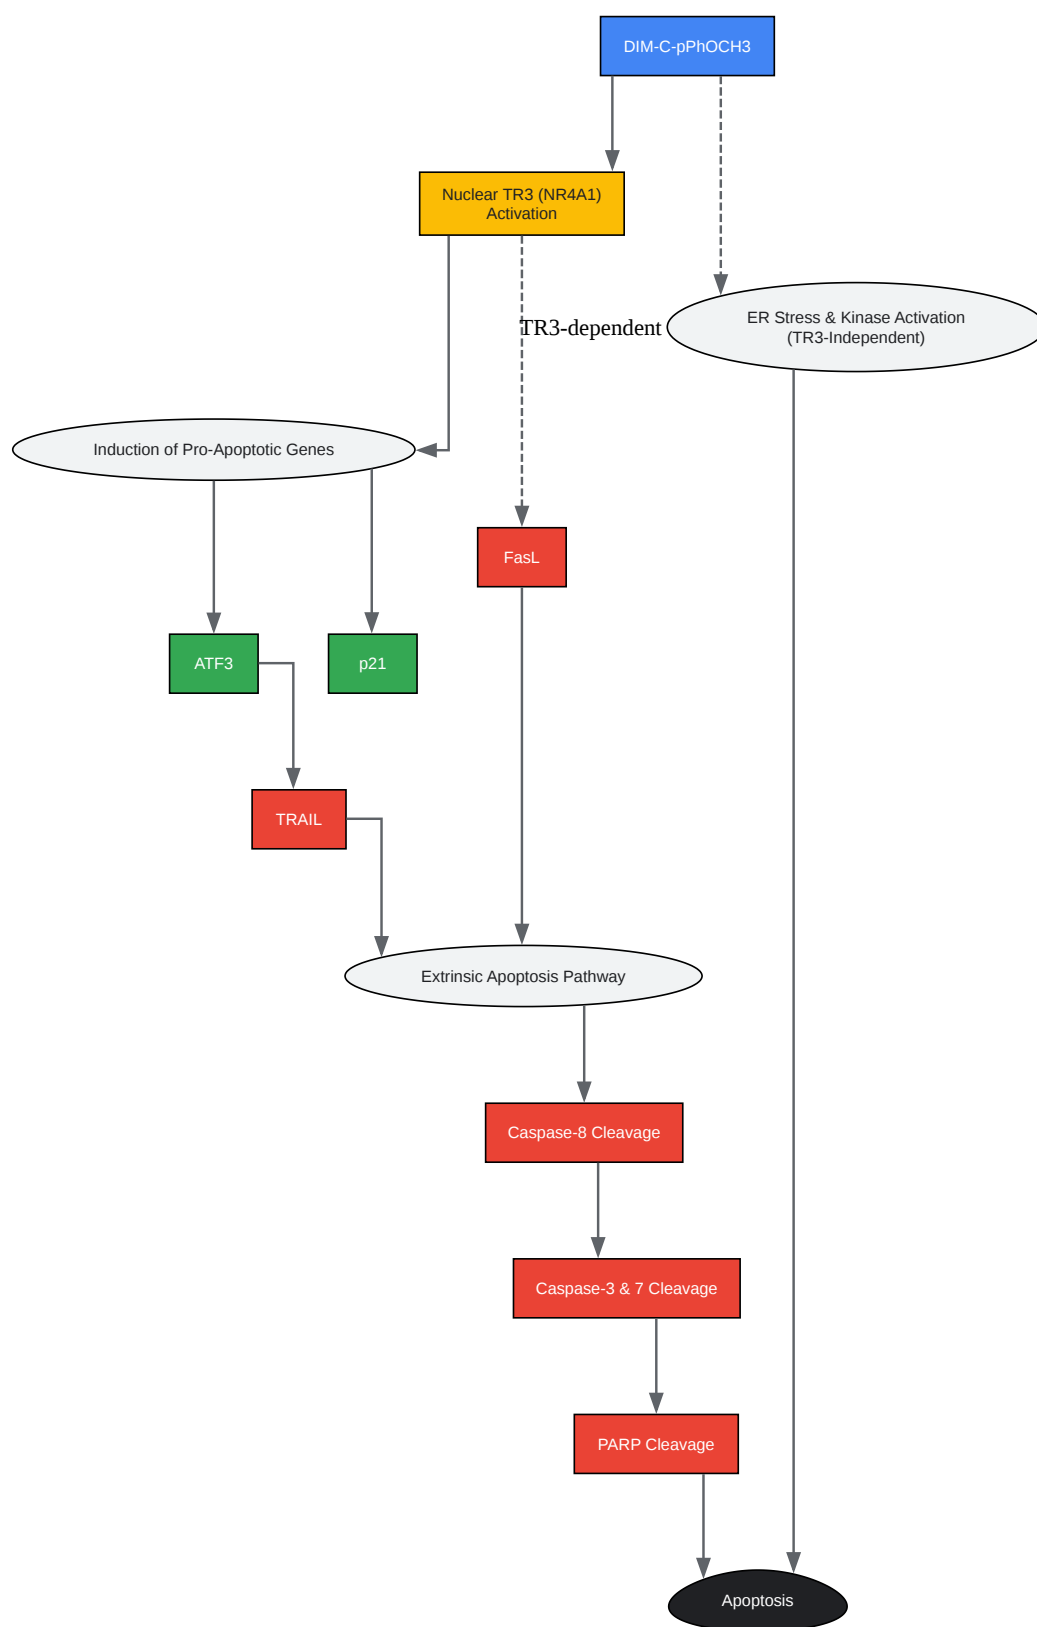 DIM-C-pPhOCH3
Nuclear TR3 (NR4A1)
Activation
TR3-dependent
ER Stress & Kinase Activation
(TR3-Independent)
Induction of Pro-Apoptotic Genes
FasL
ATF3
p21
TRAIL
Extrinsic Apoptosis Pathway
Caspase-8 Cleavage
Caspase-3 & 7 Cleavage
PARP Cleavage
Apoptosis